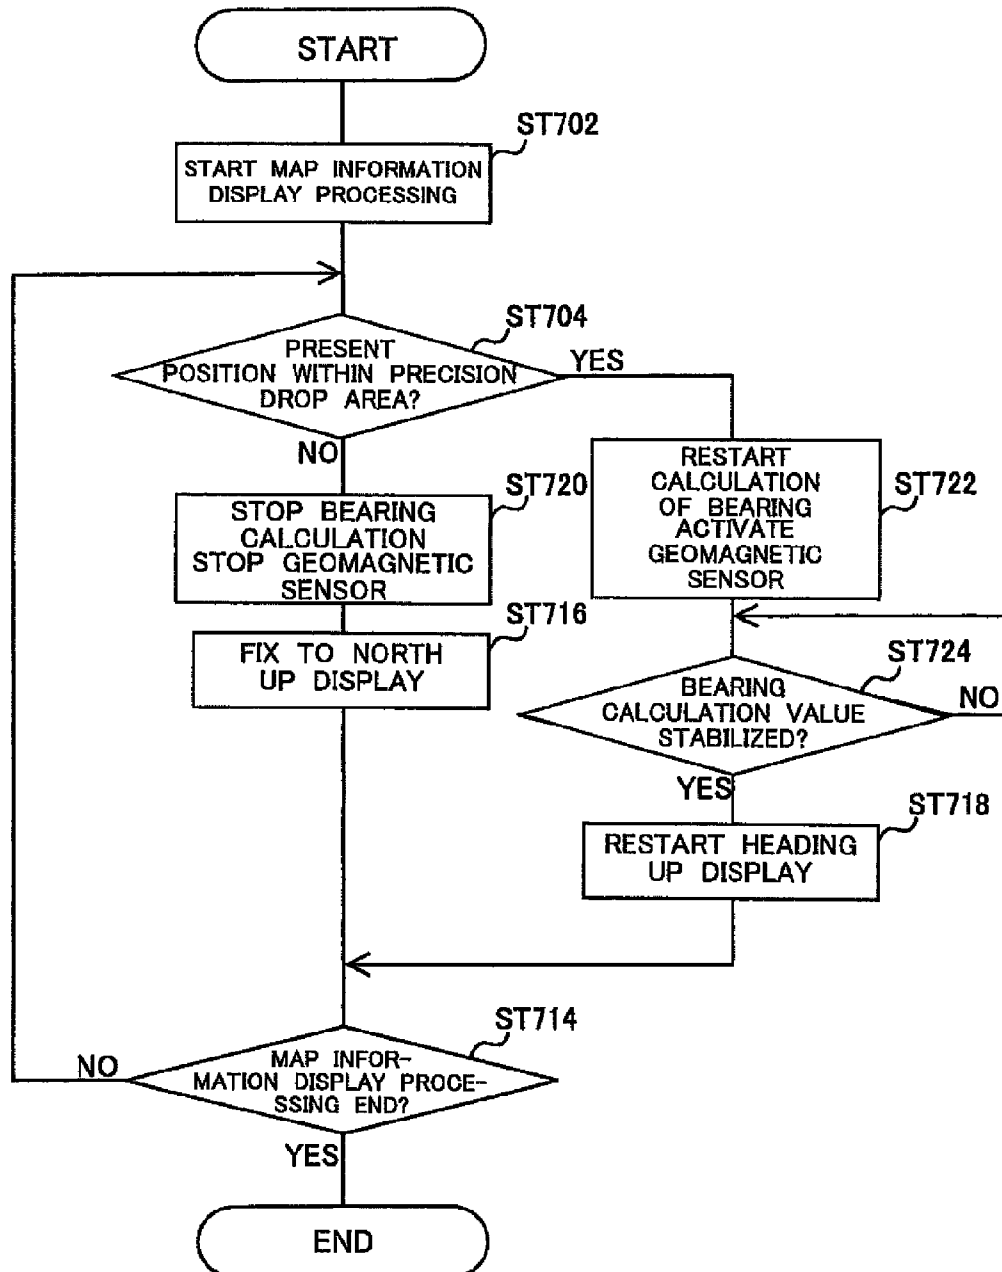 START
ST702
START MAP INFORMATION
DISPLAY PROCESSING
ST704
PRESENT
POSITION WITHIN PRECISION
DROP AREA?
YES
NO
ST720
STOP BEARING
CALCULATION
STOP GEOMAGNETIC
SENSOR
RESTART
CALCULATION
OF BEARING
ACTIVATE
GEOMAGNETIC
SENSOR
ST722
ST716
FIX TO NORTH
UP DISPLAY
ST724
BEARING
CALCULATION VALUE
STABILIZED?
NO
YES
ST718
RESTART HEADING
UP DISPLAY
ST714
MAP INFOR-
MATION DISPLAY PROCE-
SSING END?
NO
YES
END